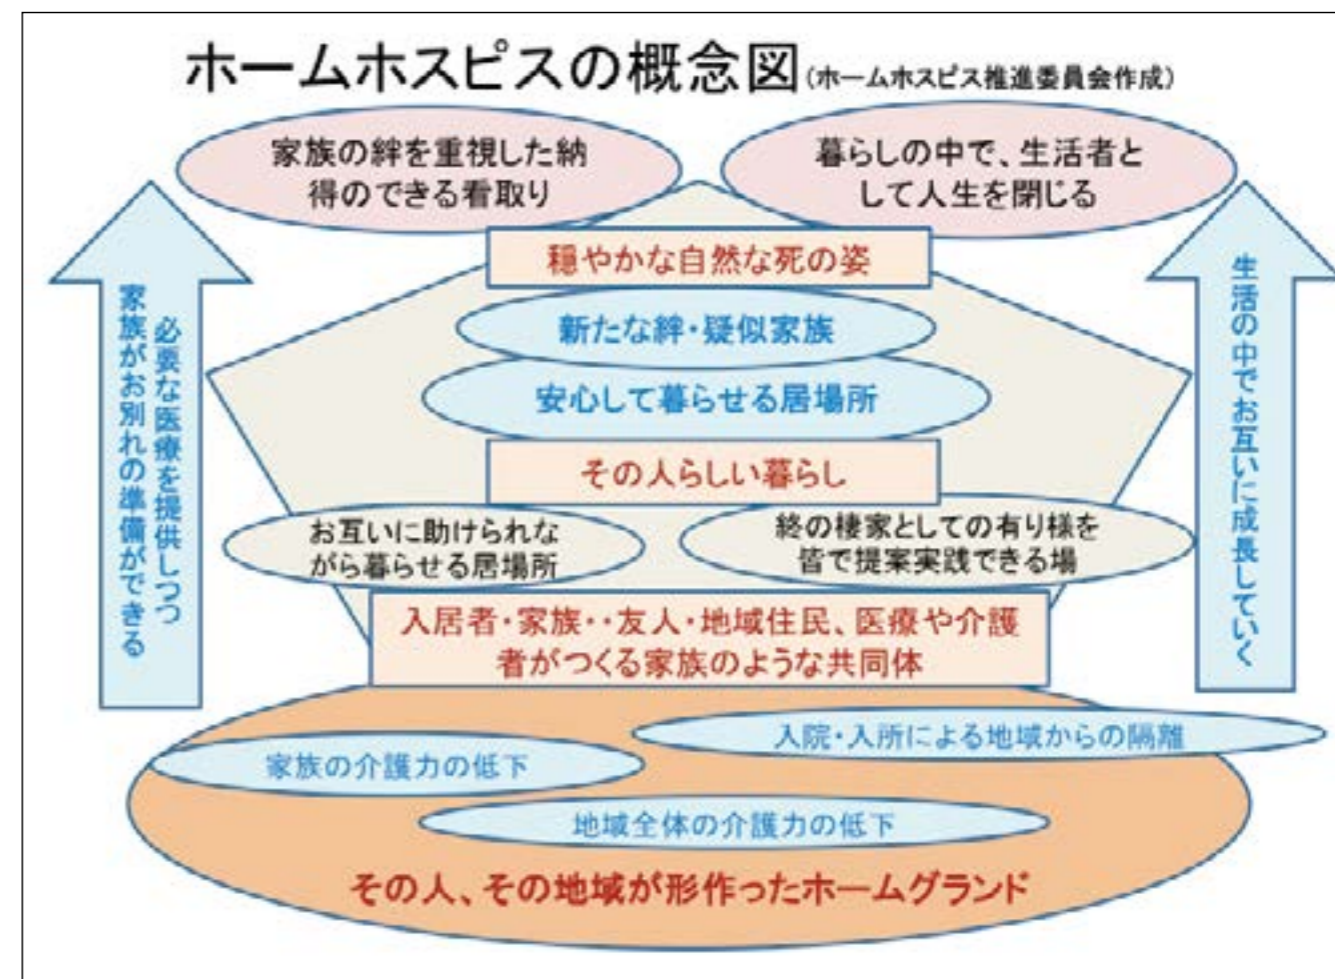 ホームホスピスの概念図(ホームホスピス推進委員会作成)
家族の絆を重視した納
得のできる看取り
暮らしの中で、生活者と
して人生を閉じる
穏やかな自然な死の姿
新たな絆・疑似家族
安心して暮らせる居場所
その人らしい暮らし
お互いに助けられな
がら暮らせる居場所
終の棲家としての有り様を
皆で提案実践できる場
入居者・家族・・友人・地域住民、医療や介護
者がつくる家族のような共同体
必要な医療を提供しつつ
家族がお別れの準備ができる
生活の中でお互いに成長していく
入院・入所による地域からの隔離
家族の介護力の低下
地域全体の介護力の低下
その人、その地域が形作ったホームグランド